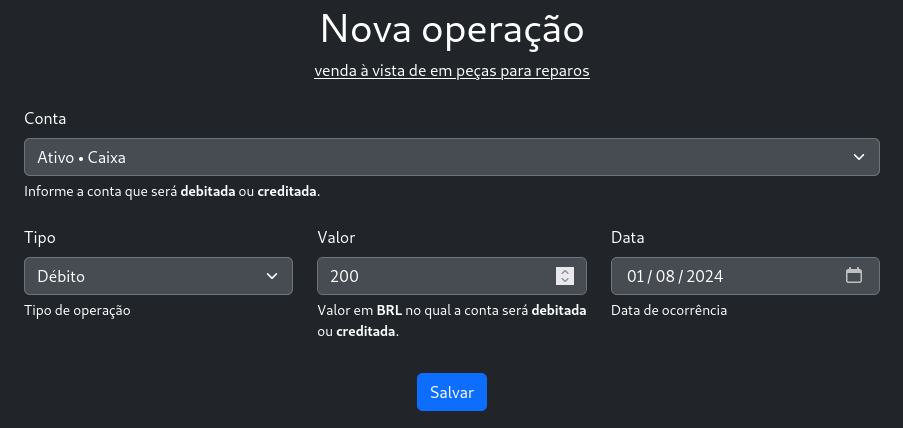 Nova operação
venda à vista de em peças para reparos
Conta
Ativo • Caixa
Informe a conta que será debitada ou creditada.
Tipo
Débito
Tipo de operação
Valor
200
Valor em BRL no qual a conta será debitada
ou creditada.
Data
01 / 08 / 2024
Data de ocorrência
Salvar